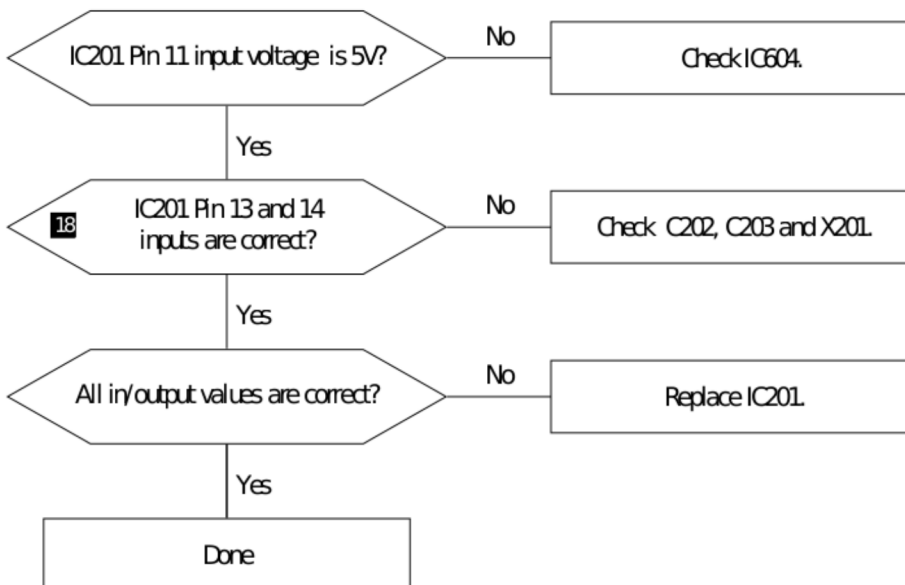 IC201 Pin 11 input voltage is 5V?
No
Check IC604.
Yes
18
IC201 Pin 13 and 14
inputs are correct?
No
Check C202, C203 and X201.
Yes
All in/output values are correct?
No
Replace IC201.
Yes
Done